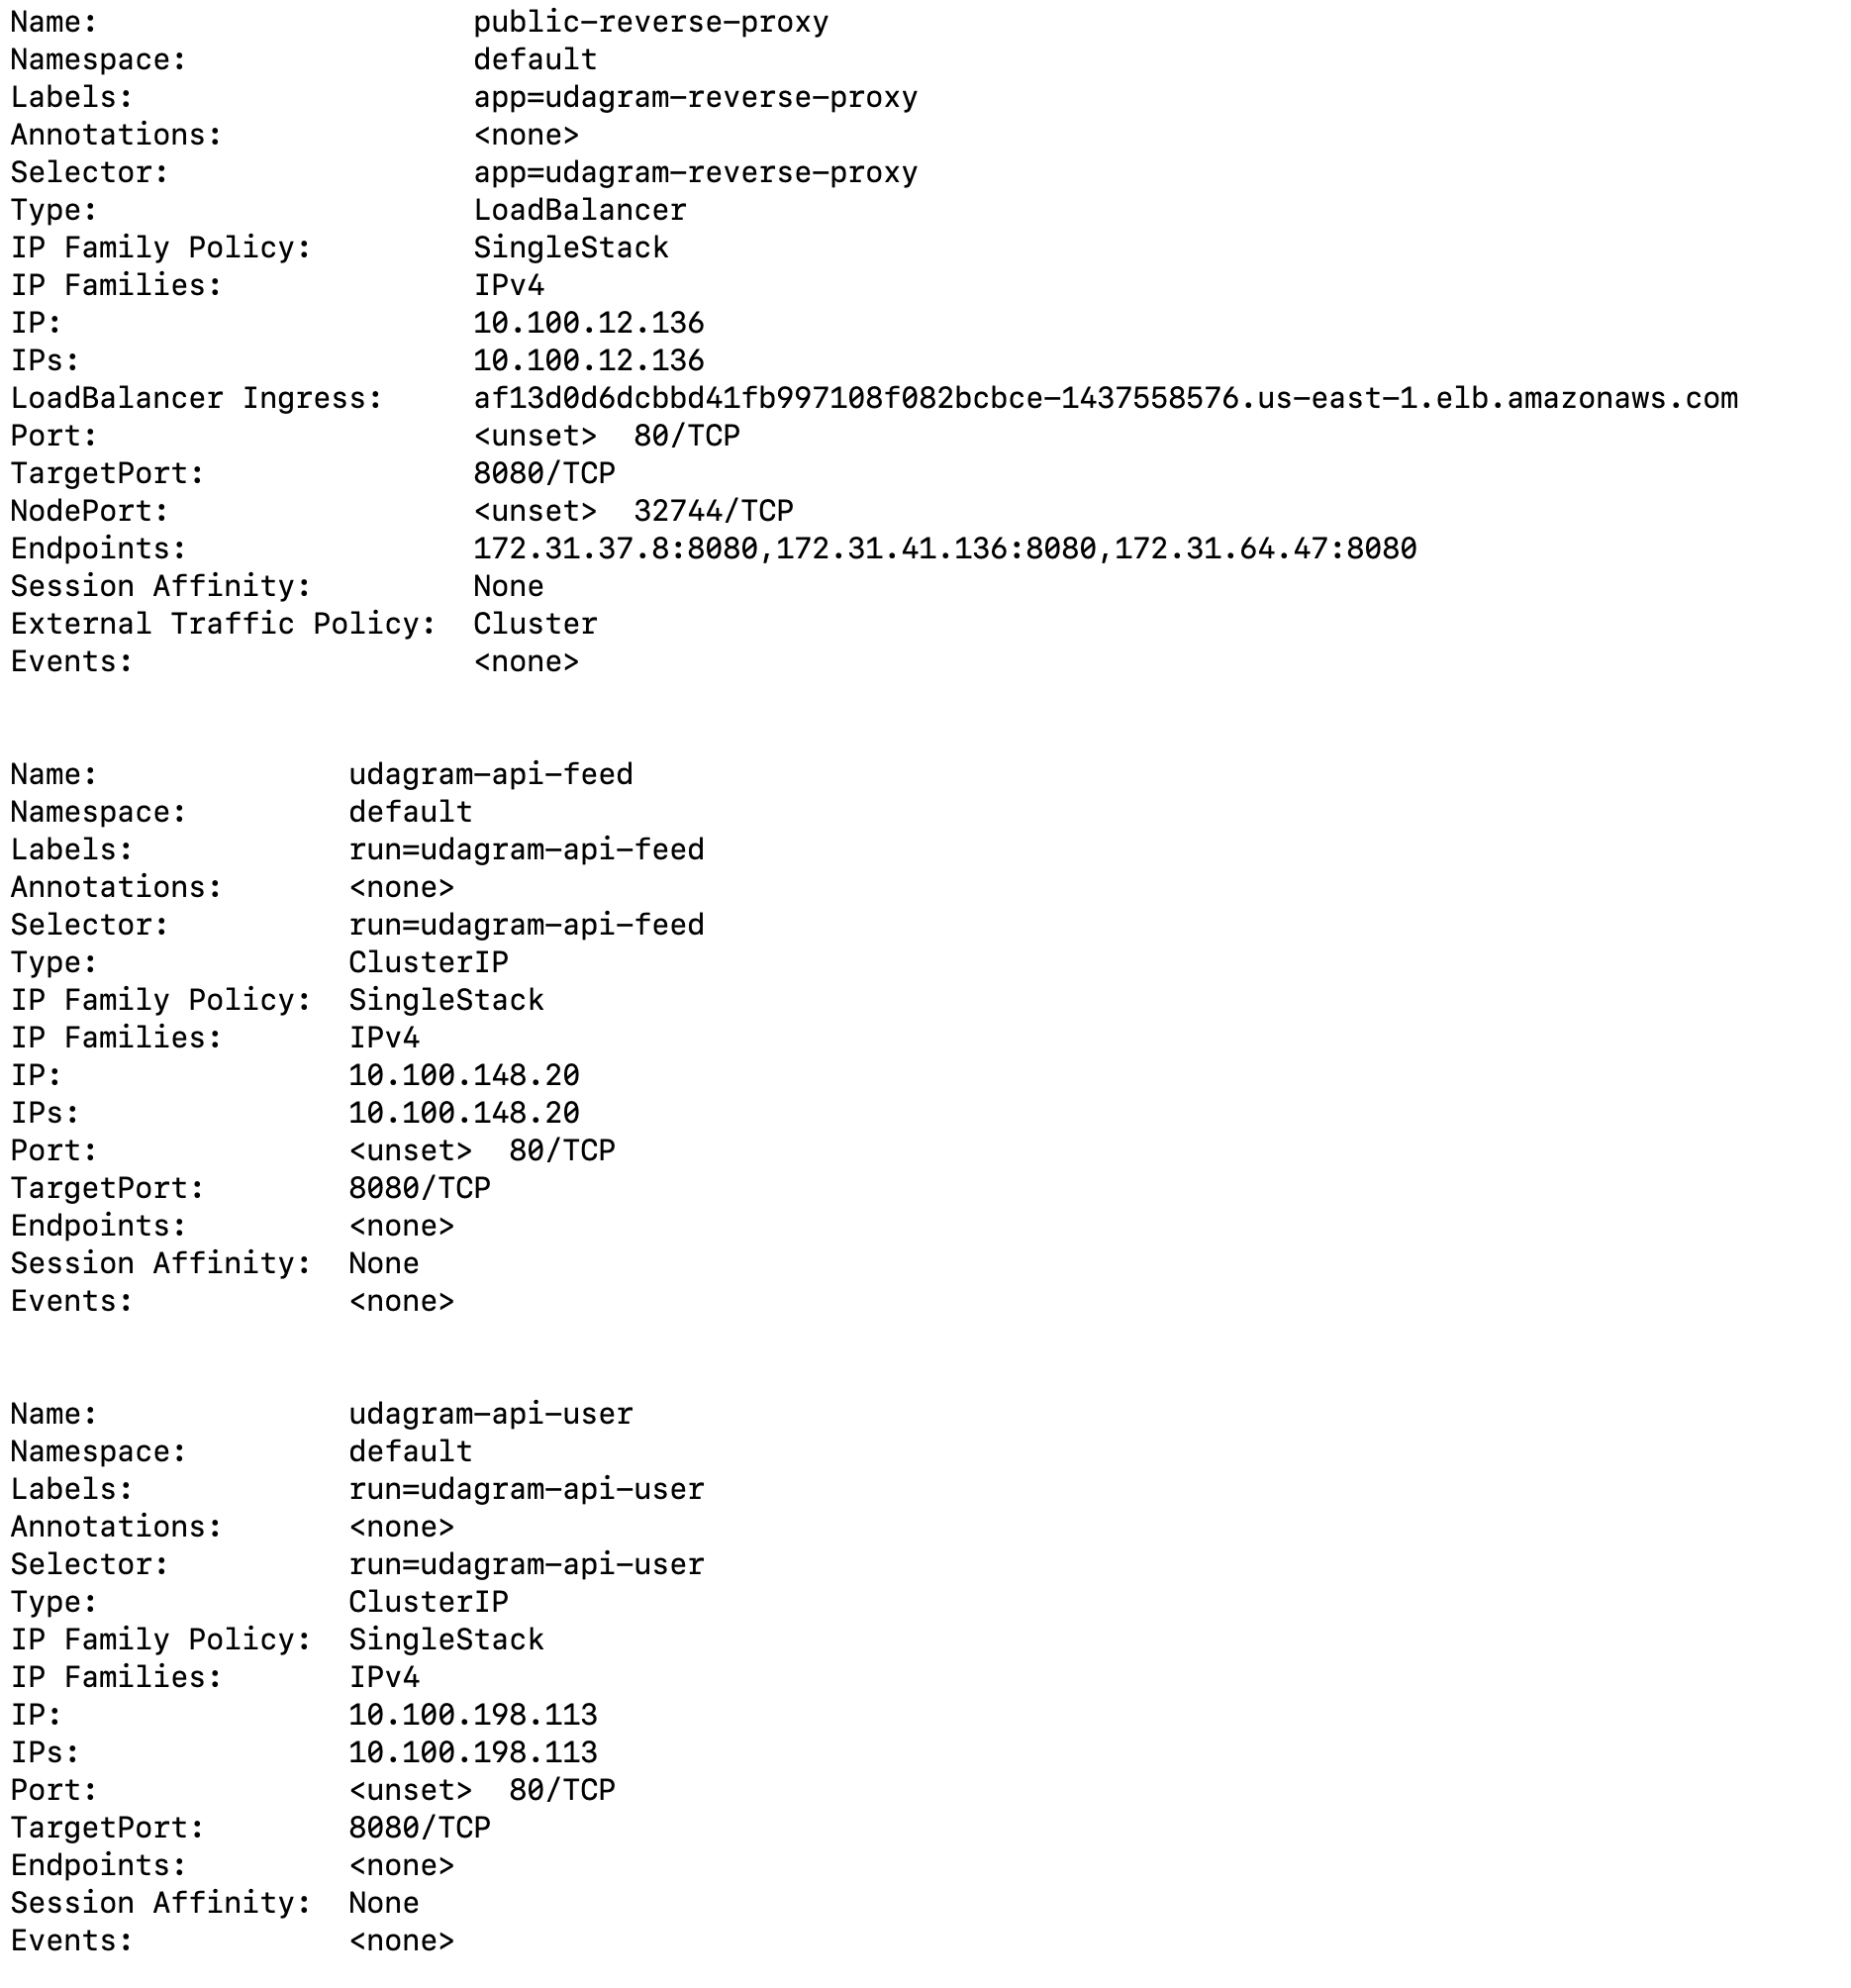 Name:                     public-reverse-proxy
Namespace:                default
Labels:                   app=udagram-reverse-proxy
Annotations:              <none>
Selector:                 app=udagram-reverse-proxy
Type:                     LoadBalancer
IP Family Policy:         SingleStack
IP Families:              IPv4
IP:                       10.100.12.136
IPs:                      10.100.12.136
LoadBalancer Ingress:     af13d0d6dcbbd41fb997108f082bcbce-1437558576.us-east-1.elb.amazonaws.com
Port:                     <unset>  80/TCP
TargetPort:               8080/TCP
NodePort:                 <unset>  32744/TCP
Endpoints:                172.31.37.8:8080,172.31.41.136:8080,172.31.64.47:8080
Session Affinity:         None
External Traffic Policy:  Cluster
Events:                   <none>

Name:              udagram-api-feed
Namespace:         default
Labels:            run=udagram-api-feed
Annotations:       <none>
Selector:          run=udagram-api-feed
Type:              ClusterIP
IP Family Policy:  SingleStack
IP Families:       IPv4
IP:                10.100.148.20
IPs:               10.100.148.20
Port:              <unset>  80/TCP
TargetPort:        8080/TCP
Endpoints:         <none>
Session Affinity:  None
Events:            <none>

Name:              udagram-api-user
Namespace:         default
Labels:            run=udagram-api-user
Annotations:       <none>
Selector:          run=udagram-api-user
Type:              ClusterIP
IP Family Policy:  SingleStack
IP Families:       IPv4
IP:                10.100.198.113
IPs:               10.100.198.113
Port:              <unset>  80/TCP
TargetPort:        8080/TCP
Endpoints:         <none>
Session Affinity:  None
Events:            <none>